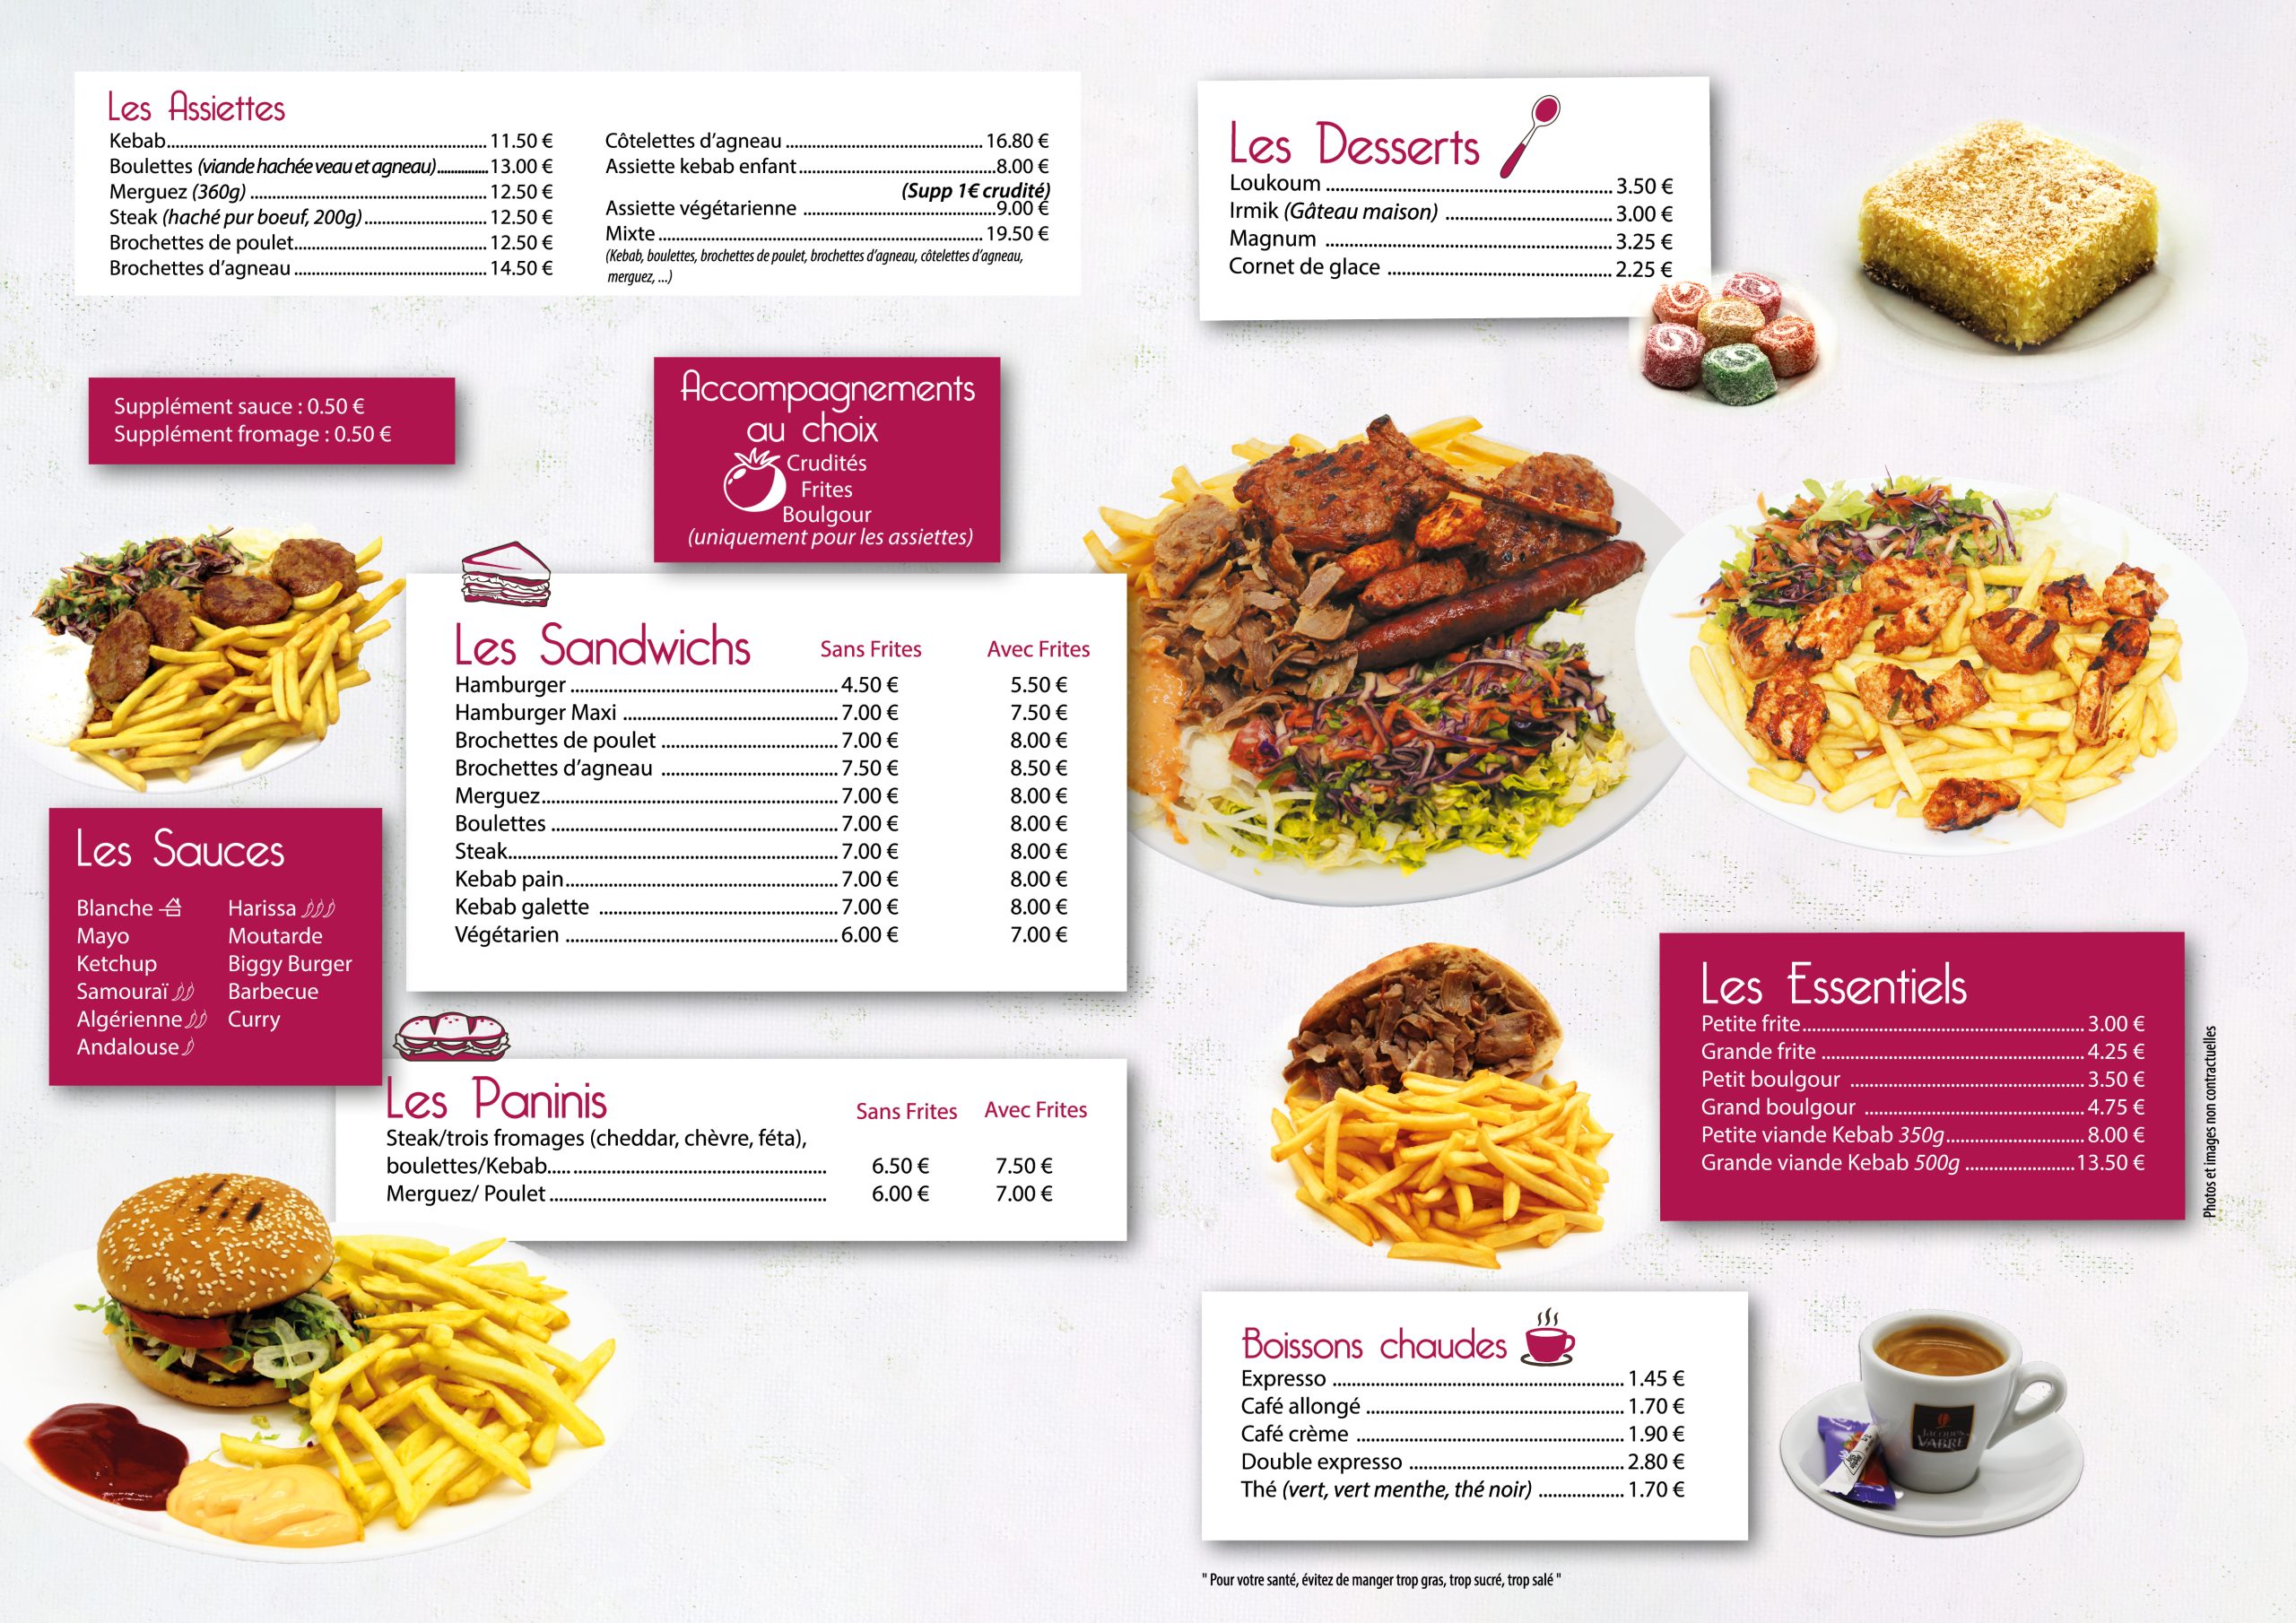 Les Assiettes
Kebab 11.50 €
Boulettes (viande hachée veau et agneau) 13.00 €
Merguez (360g) 12.50 €
Steak (haché pur boeuf, 200g) 12.50 €
Brochettes de poulet 12.50 €
Brochettes d'agneau 14.50 €
Côtelettes d'agneau 16.80 €
Assiette kebab enfant 8.00 €
(Supp 1€ crudité)
Assiette végétarienne 9.00 €
Mixte 19.50 €
(Kebab, boulettes, brochettes de poulet, brochettes d'agneau, côtelettes d'agneau,
merguez, ...)
Supplément sauce : 0.50 €
Supplément fromage : 0.50 €
Accompagnements
au choix
Crudités
Frites
Boulgour
(uniquement pour les assiettes)
Les Sandwichs Sans Frites Avec Frites
Hamburger 4.50 € 5.50 €
Hamburger Maxi 7.00 € 7.50 €
Brochettes de poulet 7.00 € 8.00 €
Brochettes d'agneau 7.50 € 8.50 €
Merguez 7.00 € 8.00 €
Boulettes 7.00 € 8.00 €
Steak 7.00 € 8.00 €
Kebab pain 7.00 € 8.00 €
Kebab galette 7.00 € 8.00 €
Végétarien 6.00 € 7.00 €
Les Sauces
Blanche
Mayo
Ketchup
Samouraï
Algérienne
Andalouse
Harissa
Moutarde
Biggy Burger
Barbecue
Curry
Les Paninis Sans Frites Avec Frites
Steak/trois fromages (cheddar, chèvre, féta),
boulettes/Kebab 6.50 € 7.50 €
Merguez/ Poulet 6.00 € 7.00 €
Les Desserts
Loukoum 3.50 €
Irmik (Gâteau maison) 3.00 €
Magnum 3.25 €
Cornet de glace 2.25 €
Les Essentiels
Petite frite 3.00 €
Grande frite 4.25 €
Petit boulgour 3.50 €
Grand boulgour 4.75 €
Petite viande Kebab 350g 8.00 €
Grande viande Kebab 500g 13.50 €
Photos et images non contractuelles
Boissons chaudes
Expresso 1.45 €
Café allongé 1.70 €
Café crème 1.90 €
Double expresso 2.80 €
Thé (vert, vert menthe, thé noir) 1.70 €
Jacques
VABRE
" Pour votre santé, évitez de manger trop gras, trop sucré, trop salé "